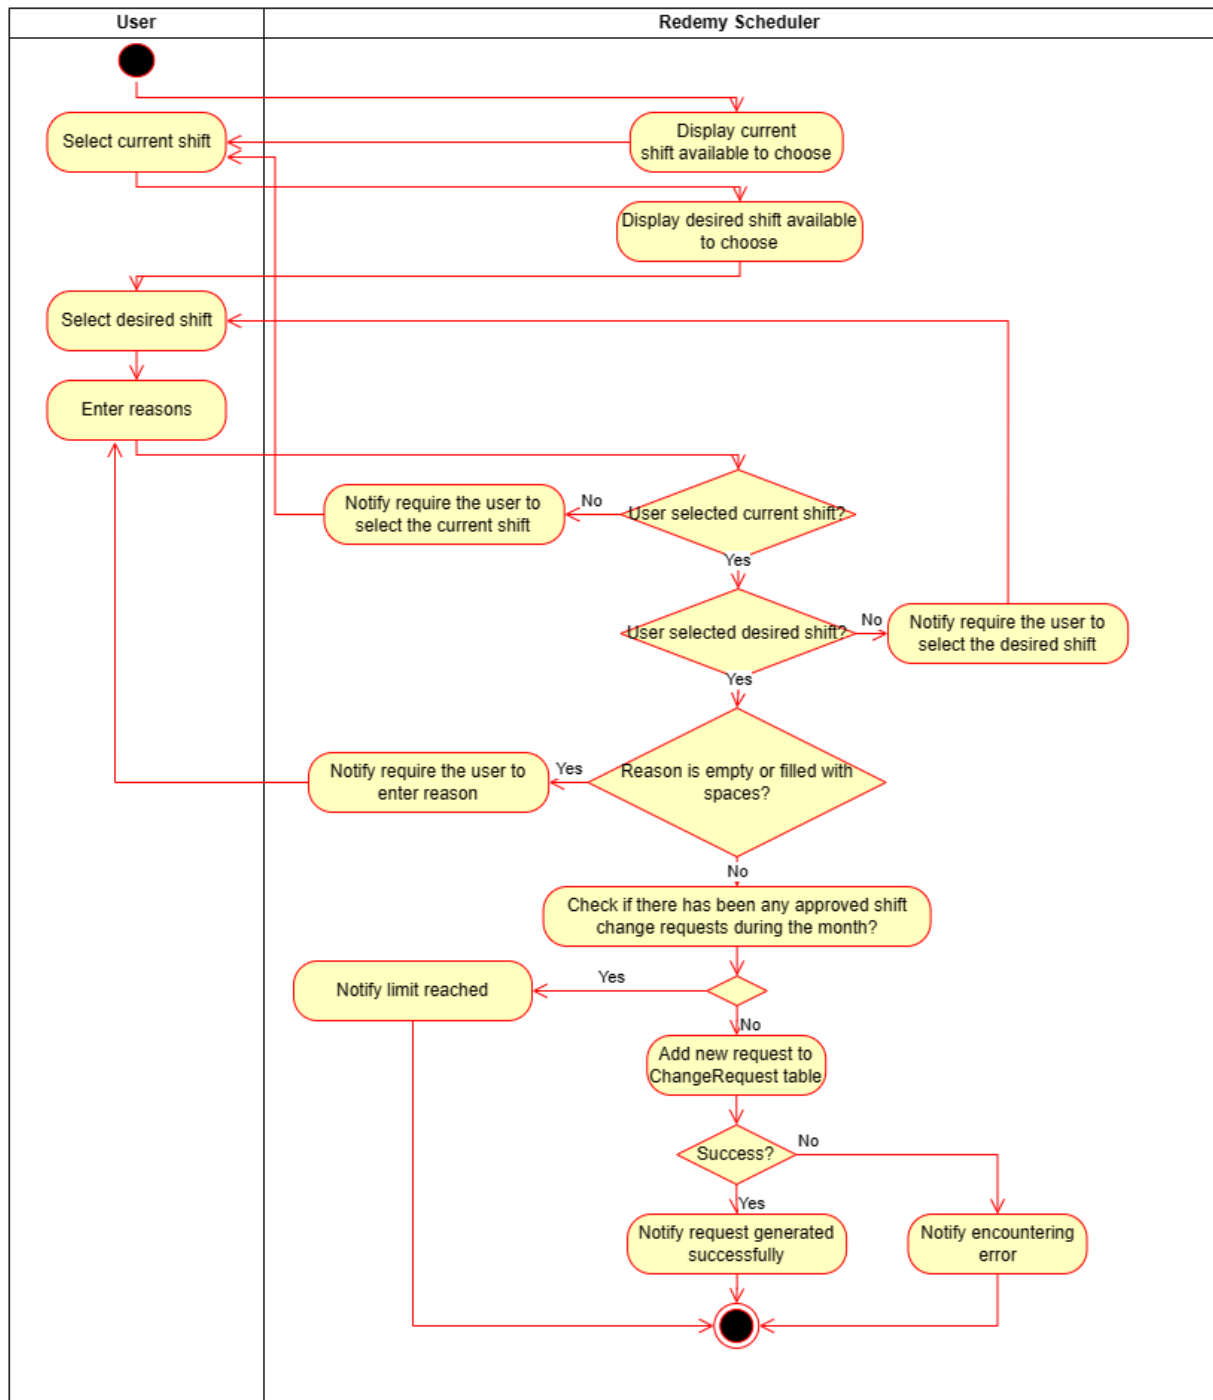 User
Redemy Scheduler
Select current shift
Display current
shift available to choose
Display desired shift available
to choose
Select desired shift
Enter reasons
Notify require the user to
select the current shift
No
User selected current shift?
Yes
User selected desired shift?
No
Notify require the user to
select the desired shift
Yes
Notify require the user to
enter reason
Yes
Reason is empty or filled with
spaces?
No
Check if there has been any approved shift
change requests during the month?
Notify limit reached
Yes
No
Add new request to
ChangeRequest table
Success?
No
Yes
Notify request generated
successfully
Notify encountering
error